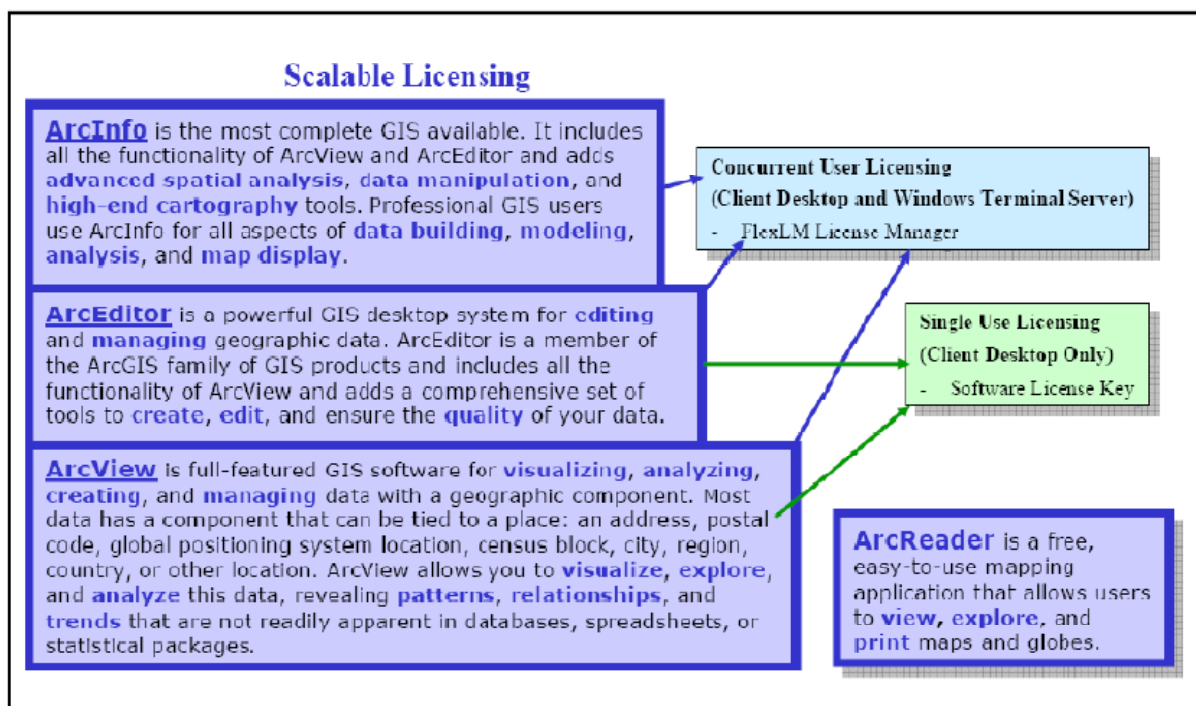 Scalable Licensing
ArcInfo is the most complete GIS available. It includes
all the functionality of ArcView and ArcEditor and adds
advanced spatial analysis, data manipulation, and
high-end cartography tools. Professional GIS users
use ArcInfo for all aspects of data building, modeling,
analysis, and map display.
Concurrent User Licensing
(Client Desktop and Windows Terminal Server)
- FlexLM License Manager
ArcEditor is a powerful GIS desktop system for editing
and managing geographic data. ArcEditor is a member of
the ArcGIS family of GIS products and includes all the
functionality of ArcView and adds a comprehensive set of
tools to create, edit, and ensure the quality of your data.
Single Use Licensing
(Client Desktop Only)
- Software License Key
ArcView is full-featured GIS software for visualizing, analyzing,
creating, and managing data with a geographic component. Most
data has a component that can be tied to a place: an address, postal
code, global positioning system location, census block, city, region,
country, or other location. ArcView allows you to visualize, explore,
and analyze this data, revealing patterns, relationships, and
trends that are not readily apparent in databases, spreadsheets, or
statistical packages.
ArcReader is a free,
easy-to-use mapping
application that allows users
to view, explore, and
print maps and globes.